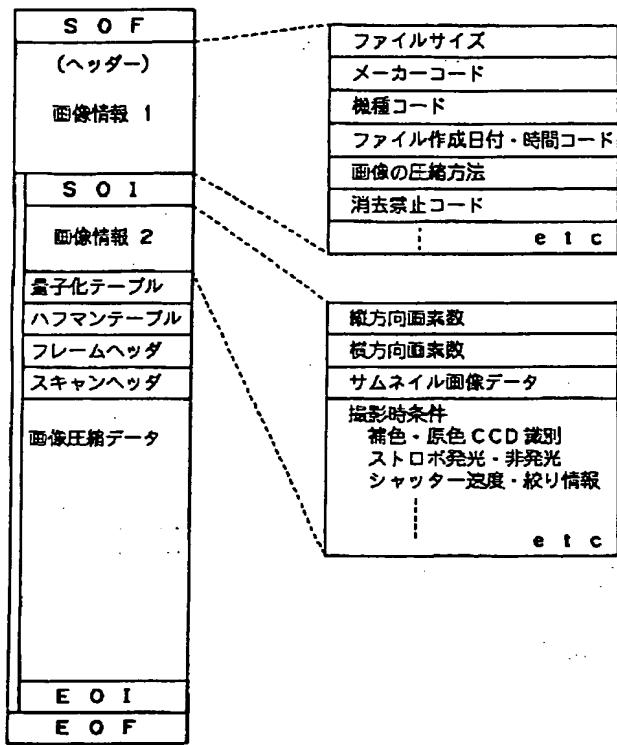 S O F
(ヘッダー)
画像情報 1
S O I
画像情報 2
量子化テーブル
ハフマンテーブル
フレームヘッダ
スキャンヘッダ
画像圧縮データ
E O I
E O F
ファイルサイズ
メーカーコード
機種コード
ファイル作成日付・時間コード
画像の圧縮方法
消去禁止コード
e t c
縦方向画素数
横方向画素数
サムネイル画像データ
撮影時条件
補色・原色 CCD 識別
ストロボ発光・非発光
シャッター速度・絞り情報
e t c